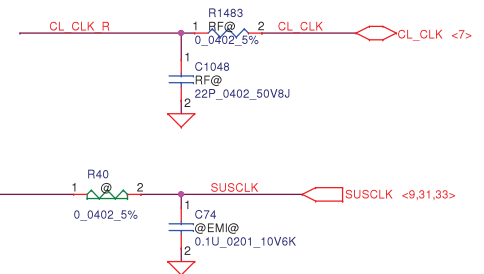 R1483
CL_CLK_R 1 RF@ 2 CL_CLK
0_0402_5% CL_CLK <7>
1 C1048
RF@
22P_0402_50V8J
2
R40
1 @ 2 SUSCLK
SUSCLK <9,31,33>
0_0402_5% 1 C74
@EMI@
0.1U_0201_10V6K
2